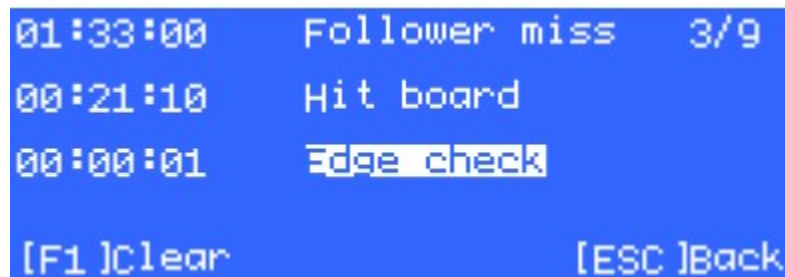 01:33:00 Follower miss 3/9
00:21:10 Hit board
00:00:01 Edge check
[F1]Clear [ESC]Back